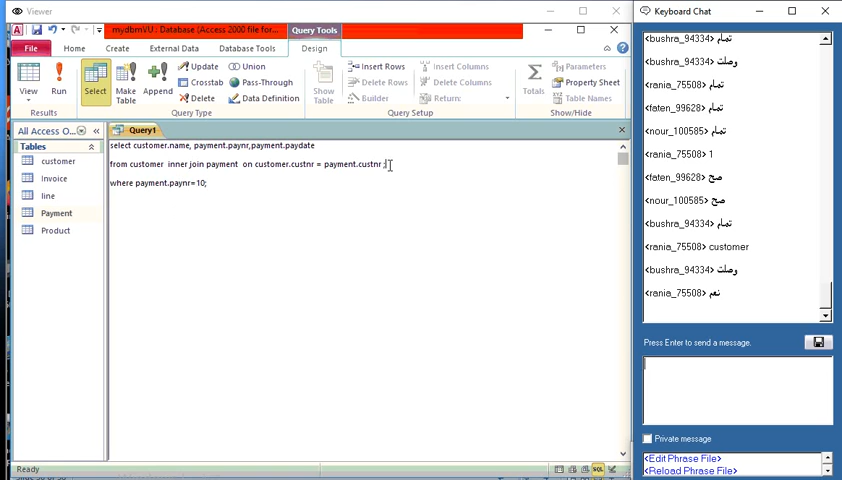 Viewer
mydbmVU : Database (Access 2000 file for...
Query Tools
File
Home
Create
External Data
Database Tools
Design
View
Run
Results
Select
Make Table
Append
Update
Crosstab
Delete
Union
Pass-Through
Data Definition
Query Type
Show Table
Insert Rows
Delete Rows
Builder
Insert Columns
Delete Columns
Return:
Query Setup
Totals
Parameters
Property Sheet
Table Names
Show/Hide
All Access O...
Tables
customer
Invoice
line
Payment
Product
Query1
select customer.name, payment.paynr,payment.paydate
from customer inner join payment on customer.custnr = payment.custnr ;
where payment.paynr=10;
Ready
SQL
Keyboard Chat
<bushra_94334> تمام
<bushra_94334> وصلت
<rania_75508> تمام
<faten_99628> تمام
<nour_100585> تمام
<rania_75508> 1
<faten_99628> صح
<nour_100585> صح
<bushra_94334> تمام
<rania_75508> customer
<bushra_94334> وصلت
<rania_75508> نعم
Press Enter to send a message.
Private message
<Edit Phrase File>
<Reload Phrase File>